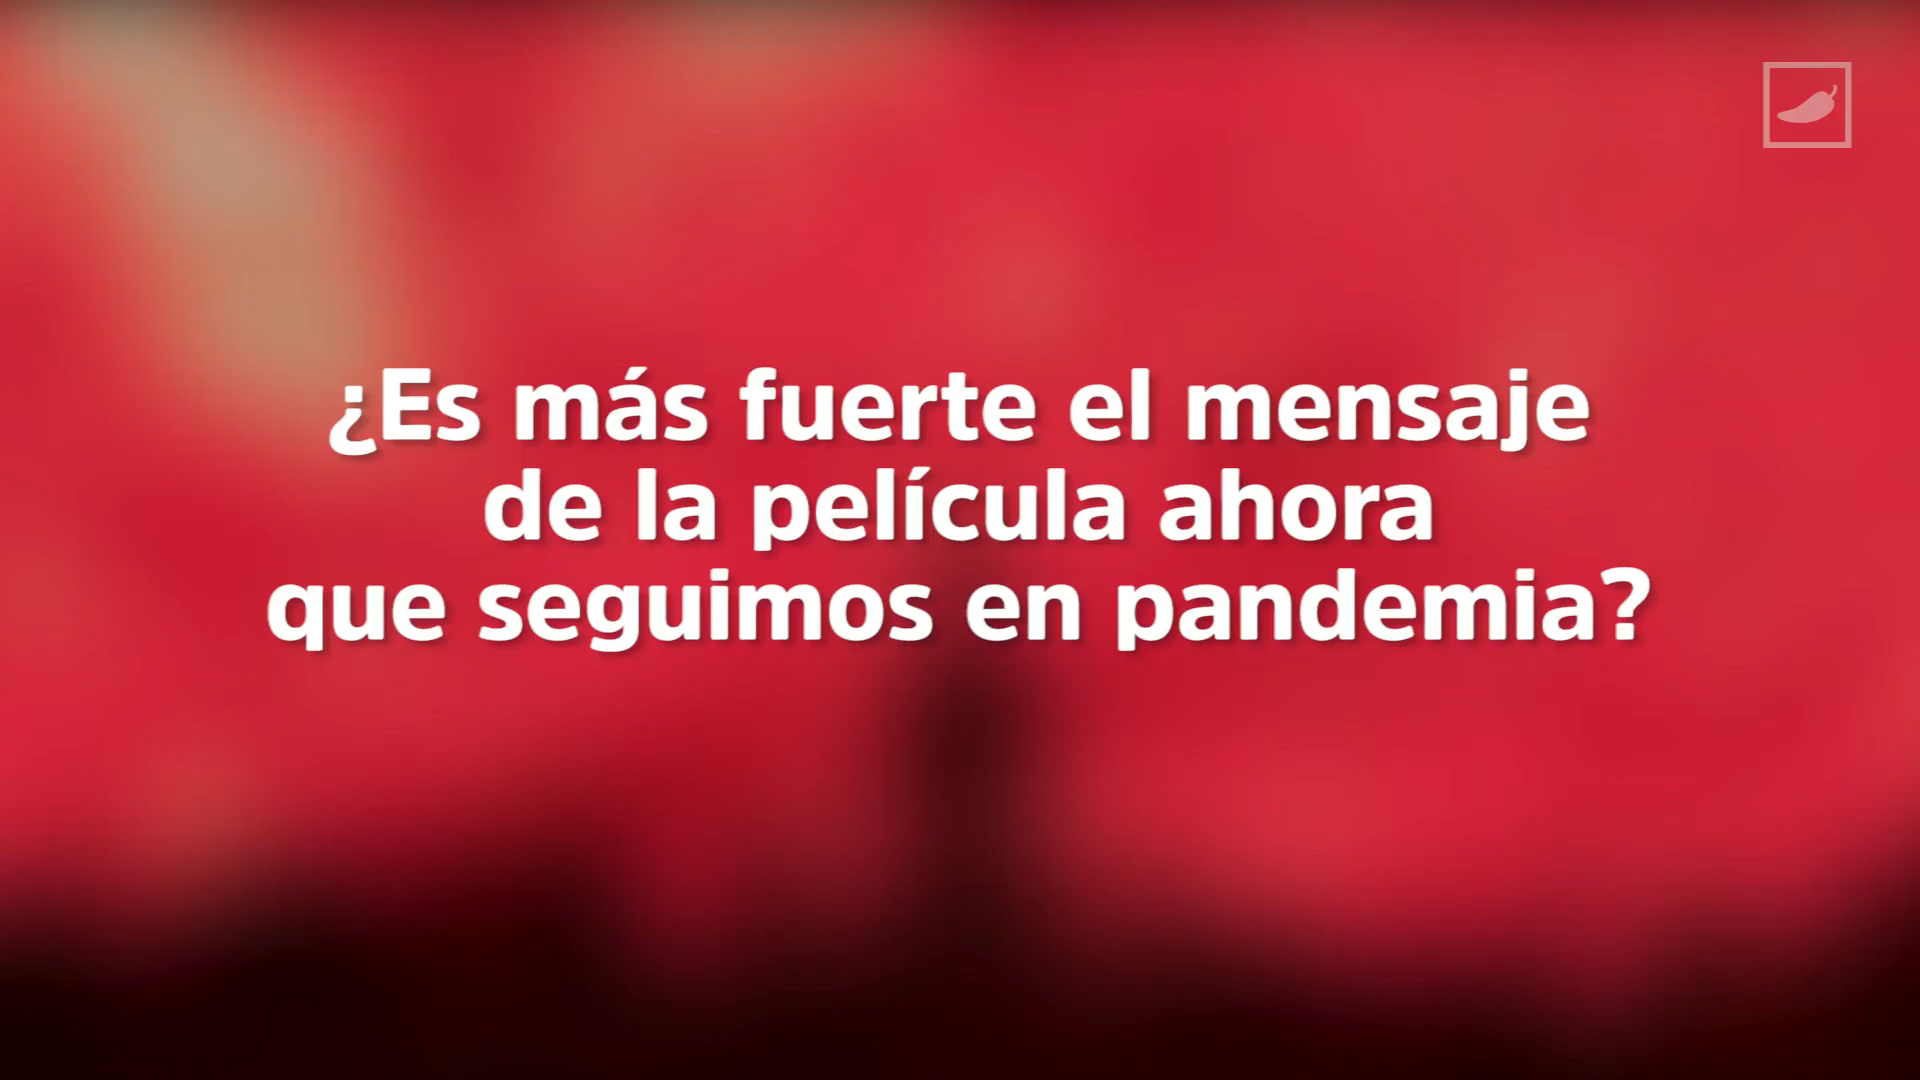 ¿Es más fuerte el mensaje
de la película ahora
que seguimos en pandemia?